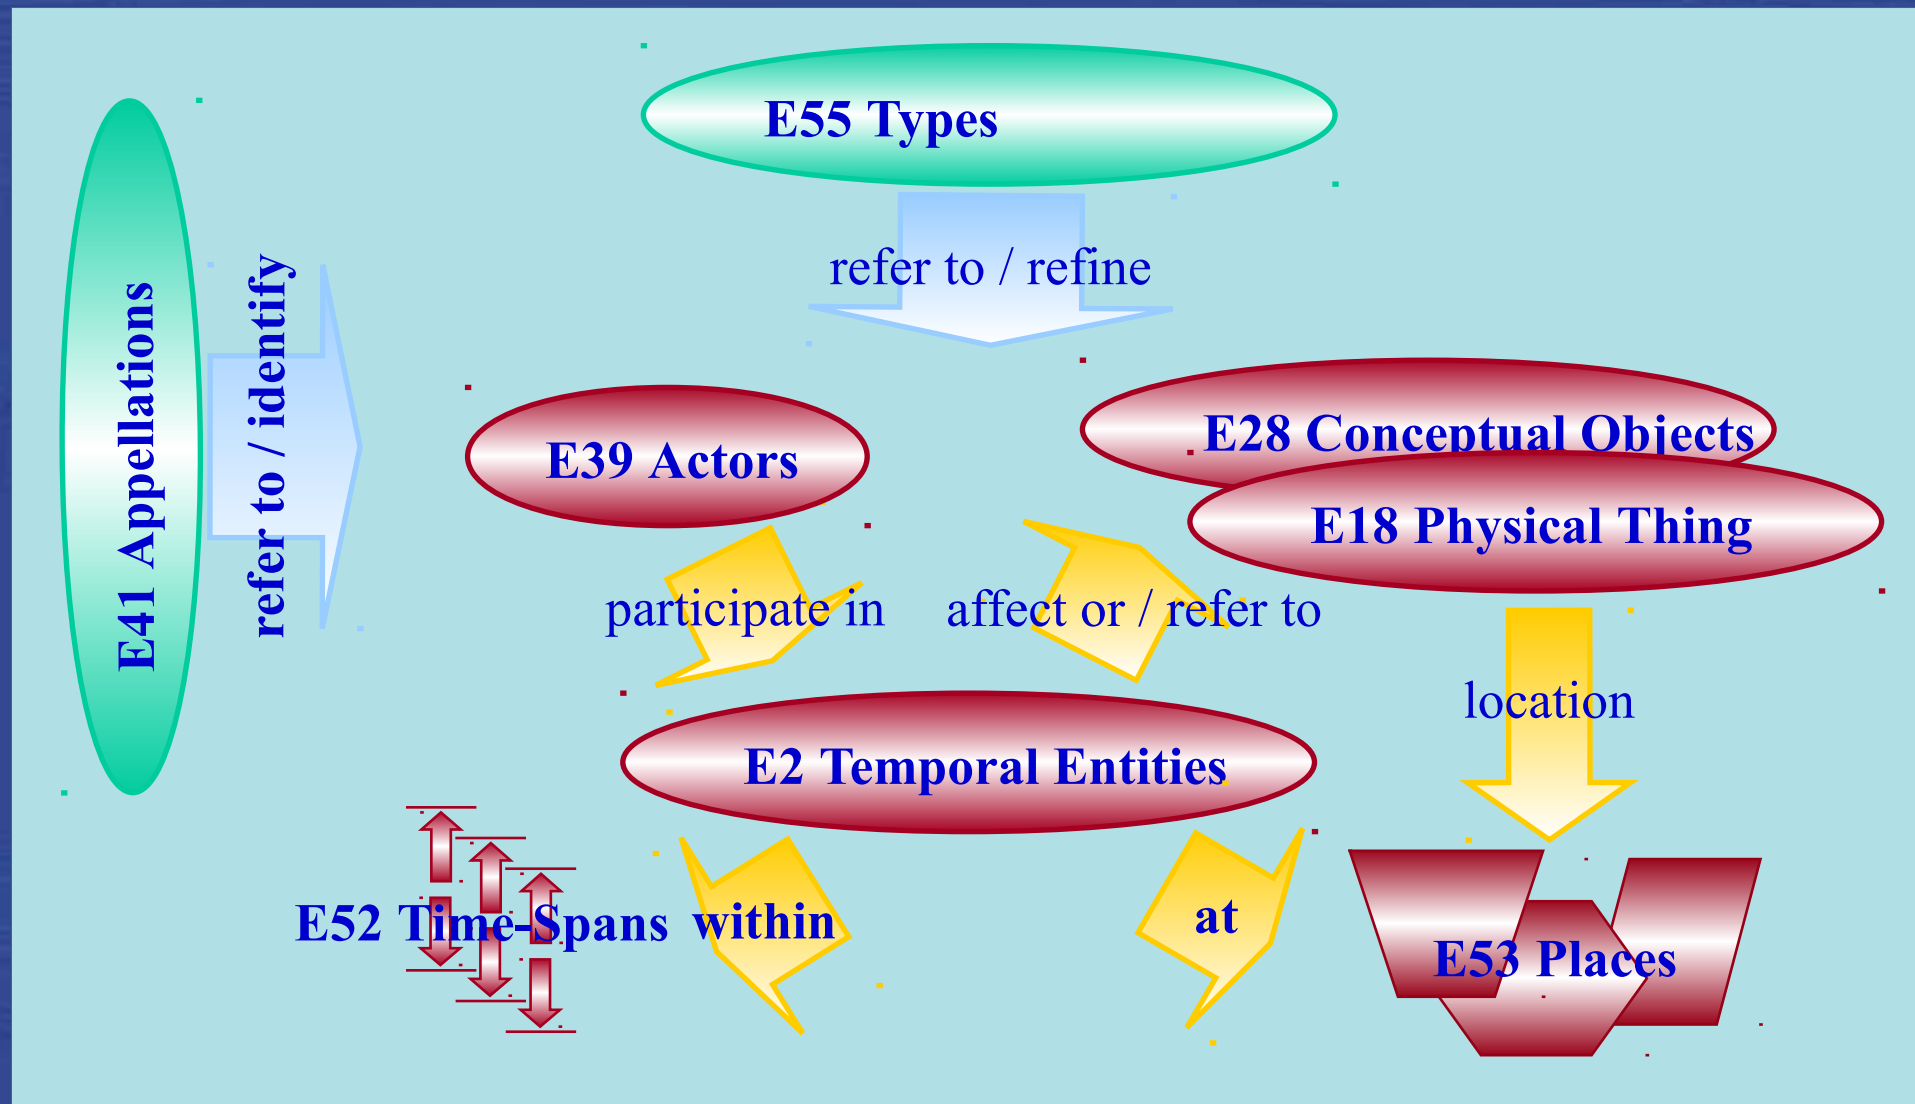 E55 Types
refer to / refine
E41 Appellations
refer to / identify
E39 Actors
E28 Conceptual Objects
E18 Physical Thing
participate in
affect or / refer to
location
E2 Temporal Entities
E52 Time-Spans
within
at
E53 Places